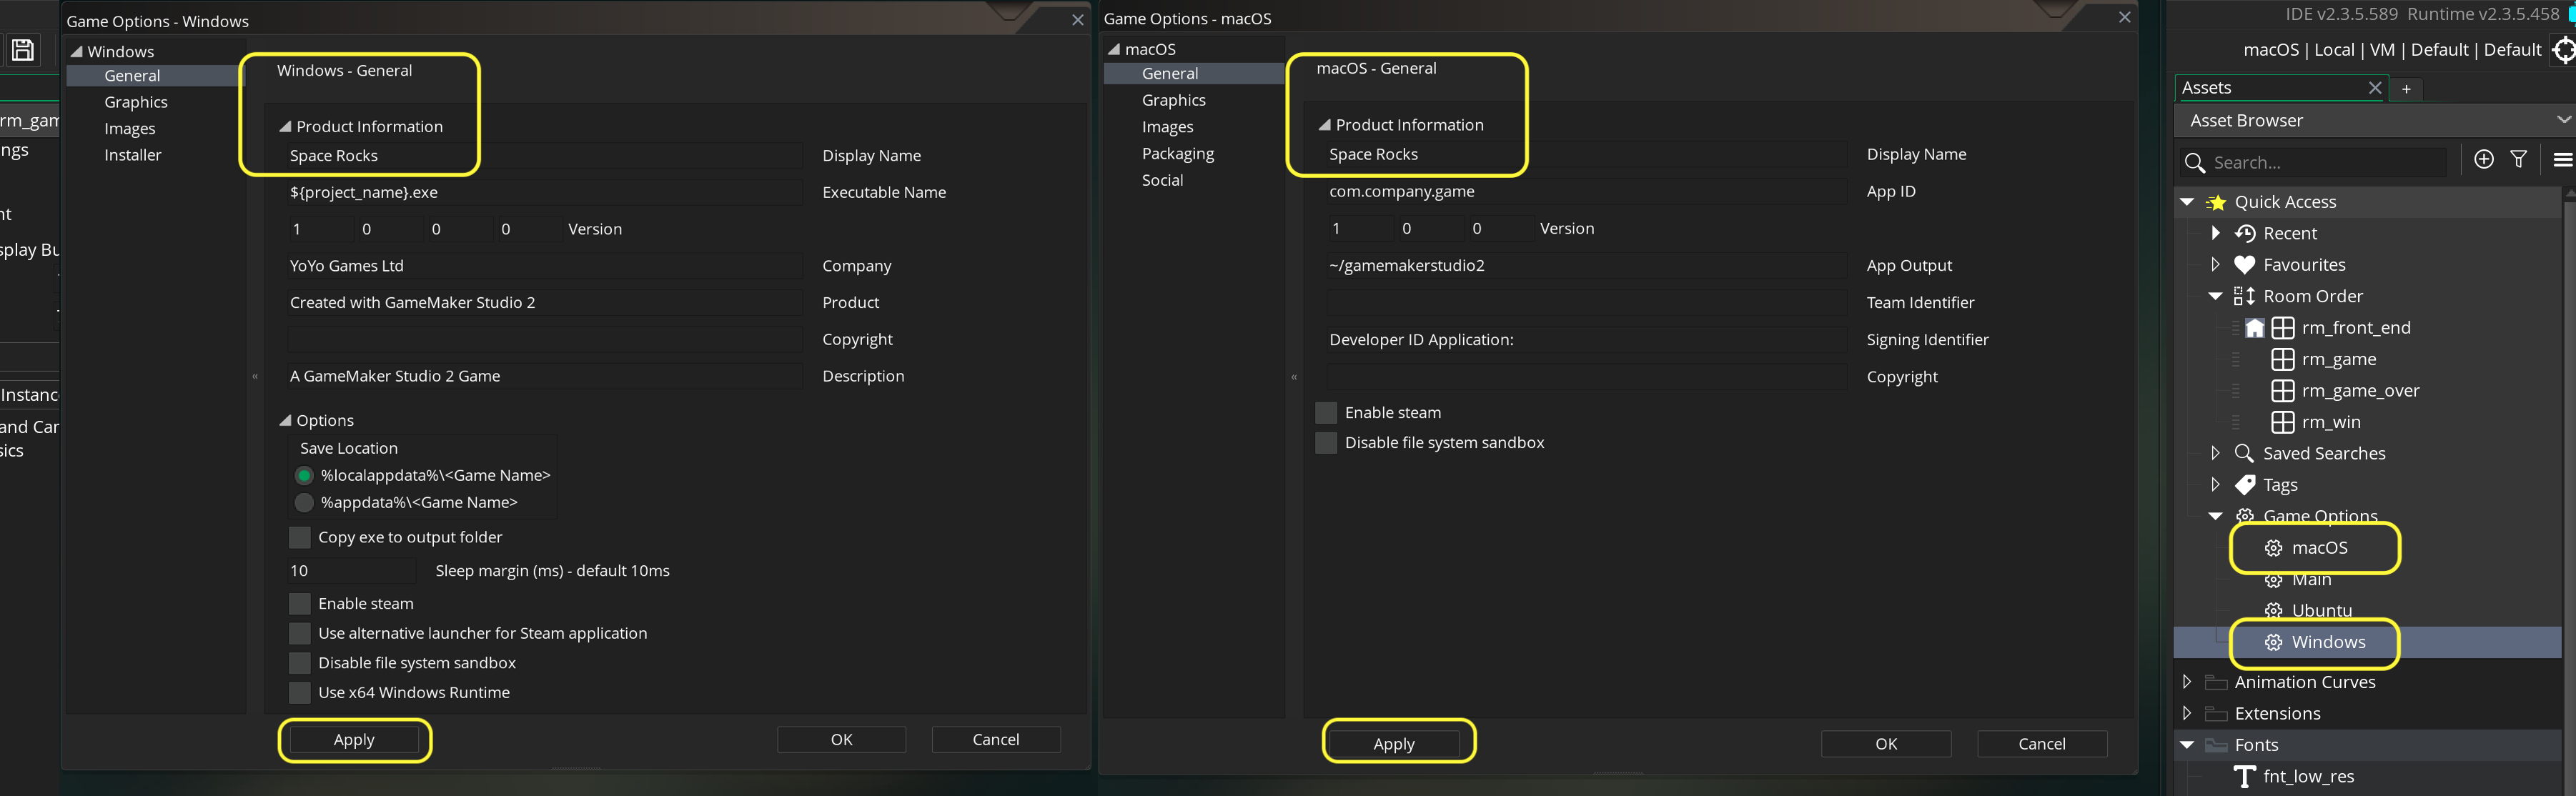 rm_gam
ngs
nt
splay Bu
Instanc
and Car
sics
Game Options - Windows
Windows
General
Graphics
Images
Installer
Windows - General
Product Information
Space Rocks Display Name
${project_name}.exe Executable Name
1 0 0 0 Version
YoYo Games Ltd Company
Created with GameMaker Studio 2 Product
Copyright
A GameMaker Studio 2 Game Description
Options
Save Location
%localappdata%\<Game Name>
%appdata%\<Game Name>
Copy exe to output folder
10 Sleep margin (ms) - default 10ms
Enable steam
Use alternative launcher for Steam application
Disable file system sandbox
Use x64 Windows Runtime
Apply OK Cancel
Game Options - macOS
macOS
General
Graphics
Images
Packaging
Social
macOS - General
Product Information
Space Rocks Display Name
com.company.game App ID
1 0 0 Version
~/gamemakerstudio2 App Output
Team Identifier
Developer ID Application: Signing Identifier
Copyright
Enable steam
Disable file system sandbox
Apply OK Cancel
IDE v2.3.5.589 Runtime v2.3.5.458
macOS | Local | VM | Default | Default
Assets
Asset Browser
Search...
Quick Access
Recent
Favourites
Room Order
rm_front_end
rm_game
rm_game_over
rm_win
Saved Searches
Tags
Game Options
macOS
Main
Ubuntu
Windows
Animation Curves
Extensions
Fonts
fnt_low_res